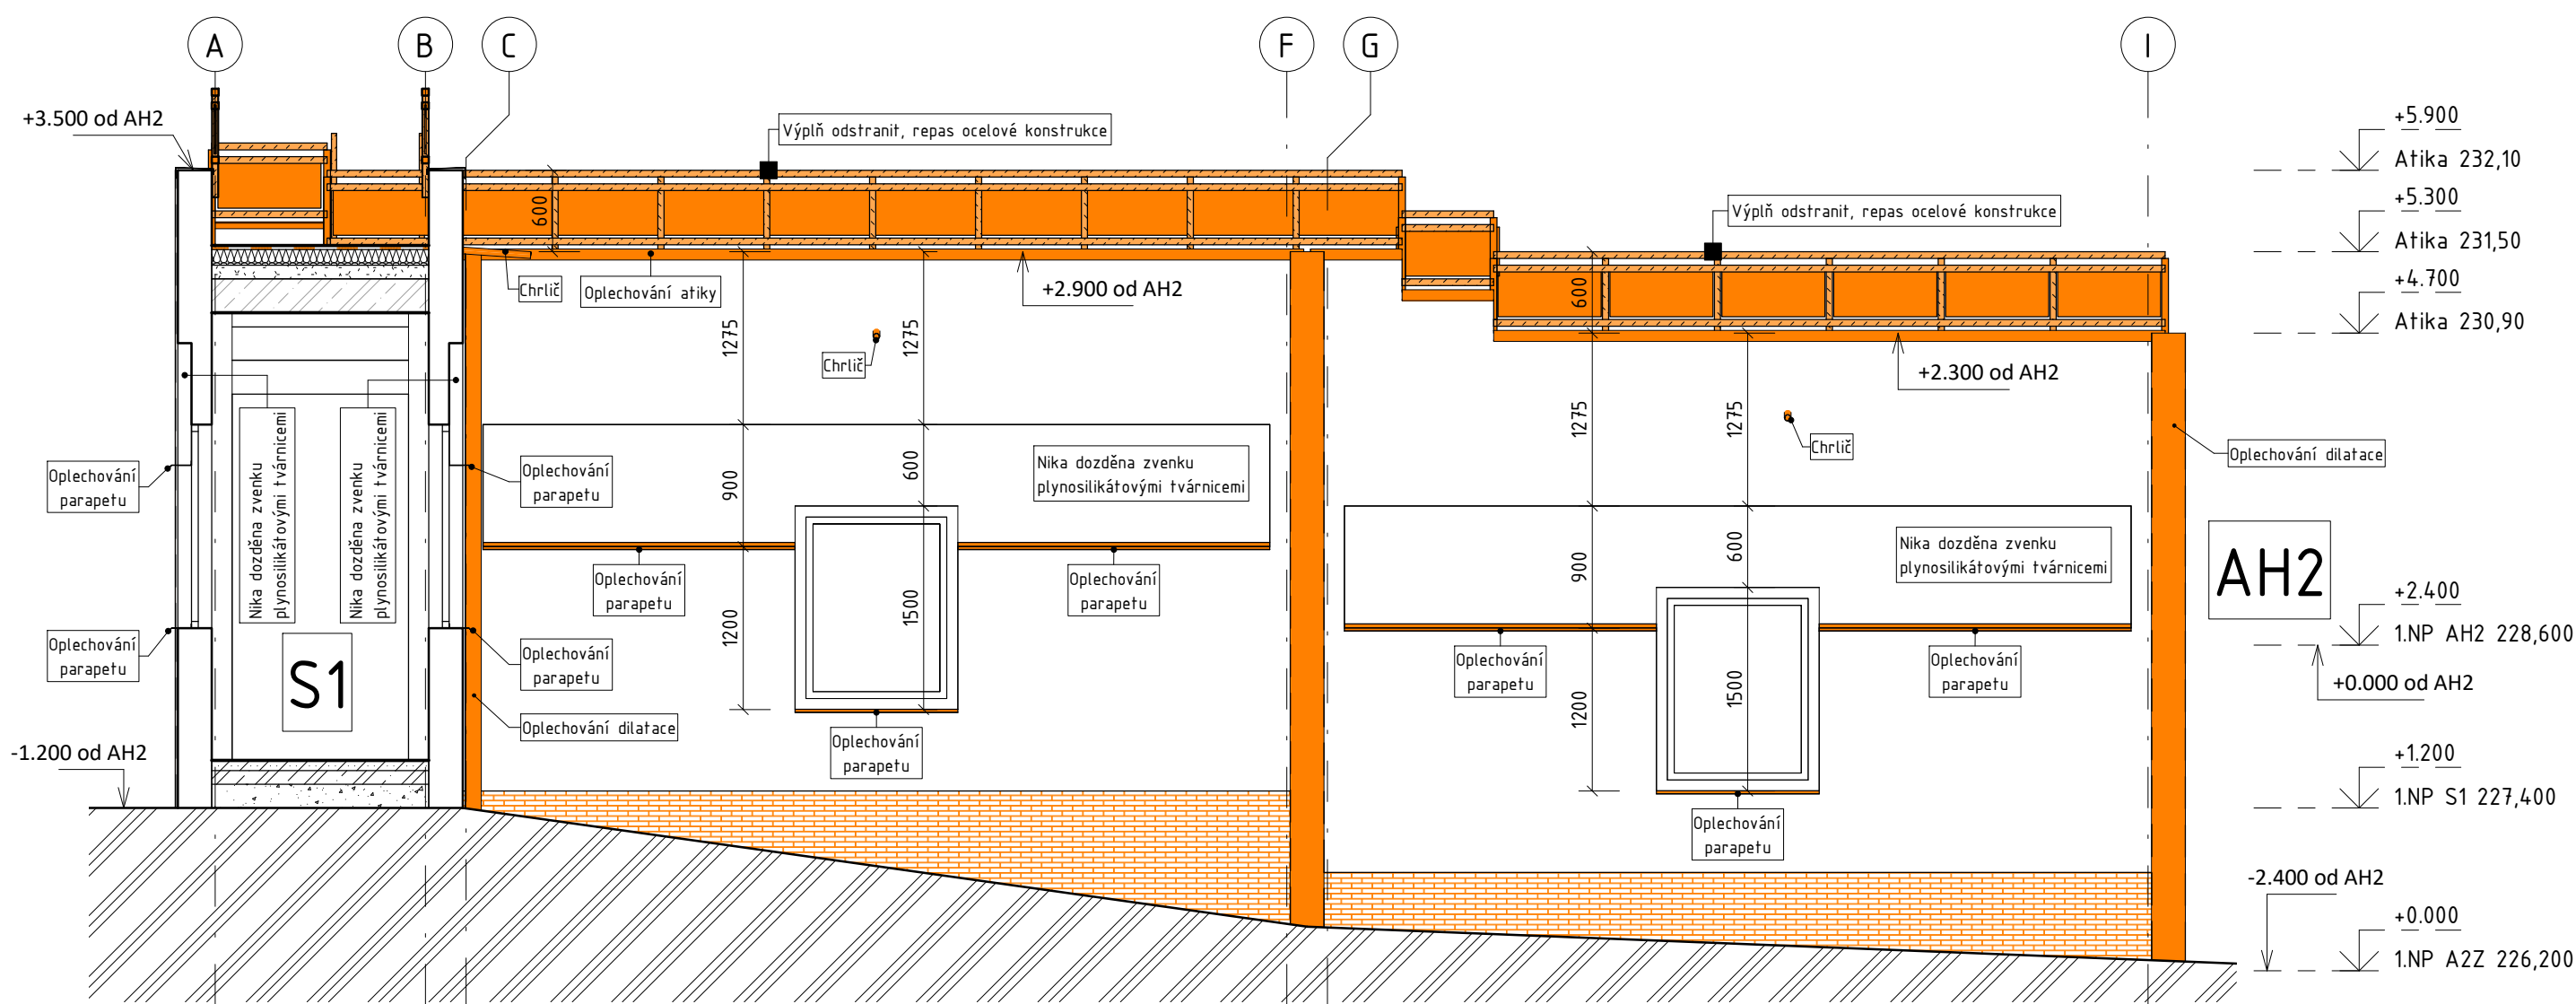 A
B
C
F
G
I
+3.500 od AH2
Výplň odstranit, repas ocelové konstrukce
Výplň odstranit, repas ocelové konstrukce
+5.900
Atika 232,10
+5.300
Atika 231,50
+4.700
Atika 230,90
600
600
Chrlič
Oplechování atiky
+2.900 od AH2
+2.300 od AH2
1275
1275
Chrlič
1275
1275
Chrlič
Oplechování dilatace
Nika dozděna zvenku
plynosilikátovými tvárnicemi
Nika dozděna zvenku
plynosilikátovými tvárnicemi
Oplechování
parapetu
Oplechování
parapetu
900
600
Nika dozděna zvenku
plynosilikátovými tvárnicemi
900
600
Nika dozděna zvenku
plynosilikátovými tvárnicemi
AH2
Oplechování
parapetu
Oplechování
parapetu
+2.400
1.NP AH2 228,600
+0.000 od AH2
Oplechování
parapetu
Oplechování
parapetu
1200
1500
Oplechování
parapetu
Oplechování
parapetu
S1
1200
1500
Oplechování dilatace
Oplechování
parapetu
-1.200 od AH2
+1.200
1.NP S1 227,400
Oplechování
parapetu
-2.400 od AH2
+0.000
1.NP A2Z 226,200